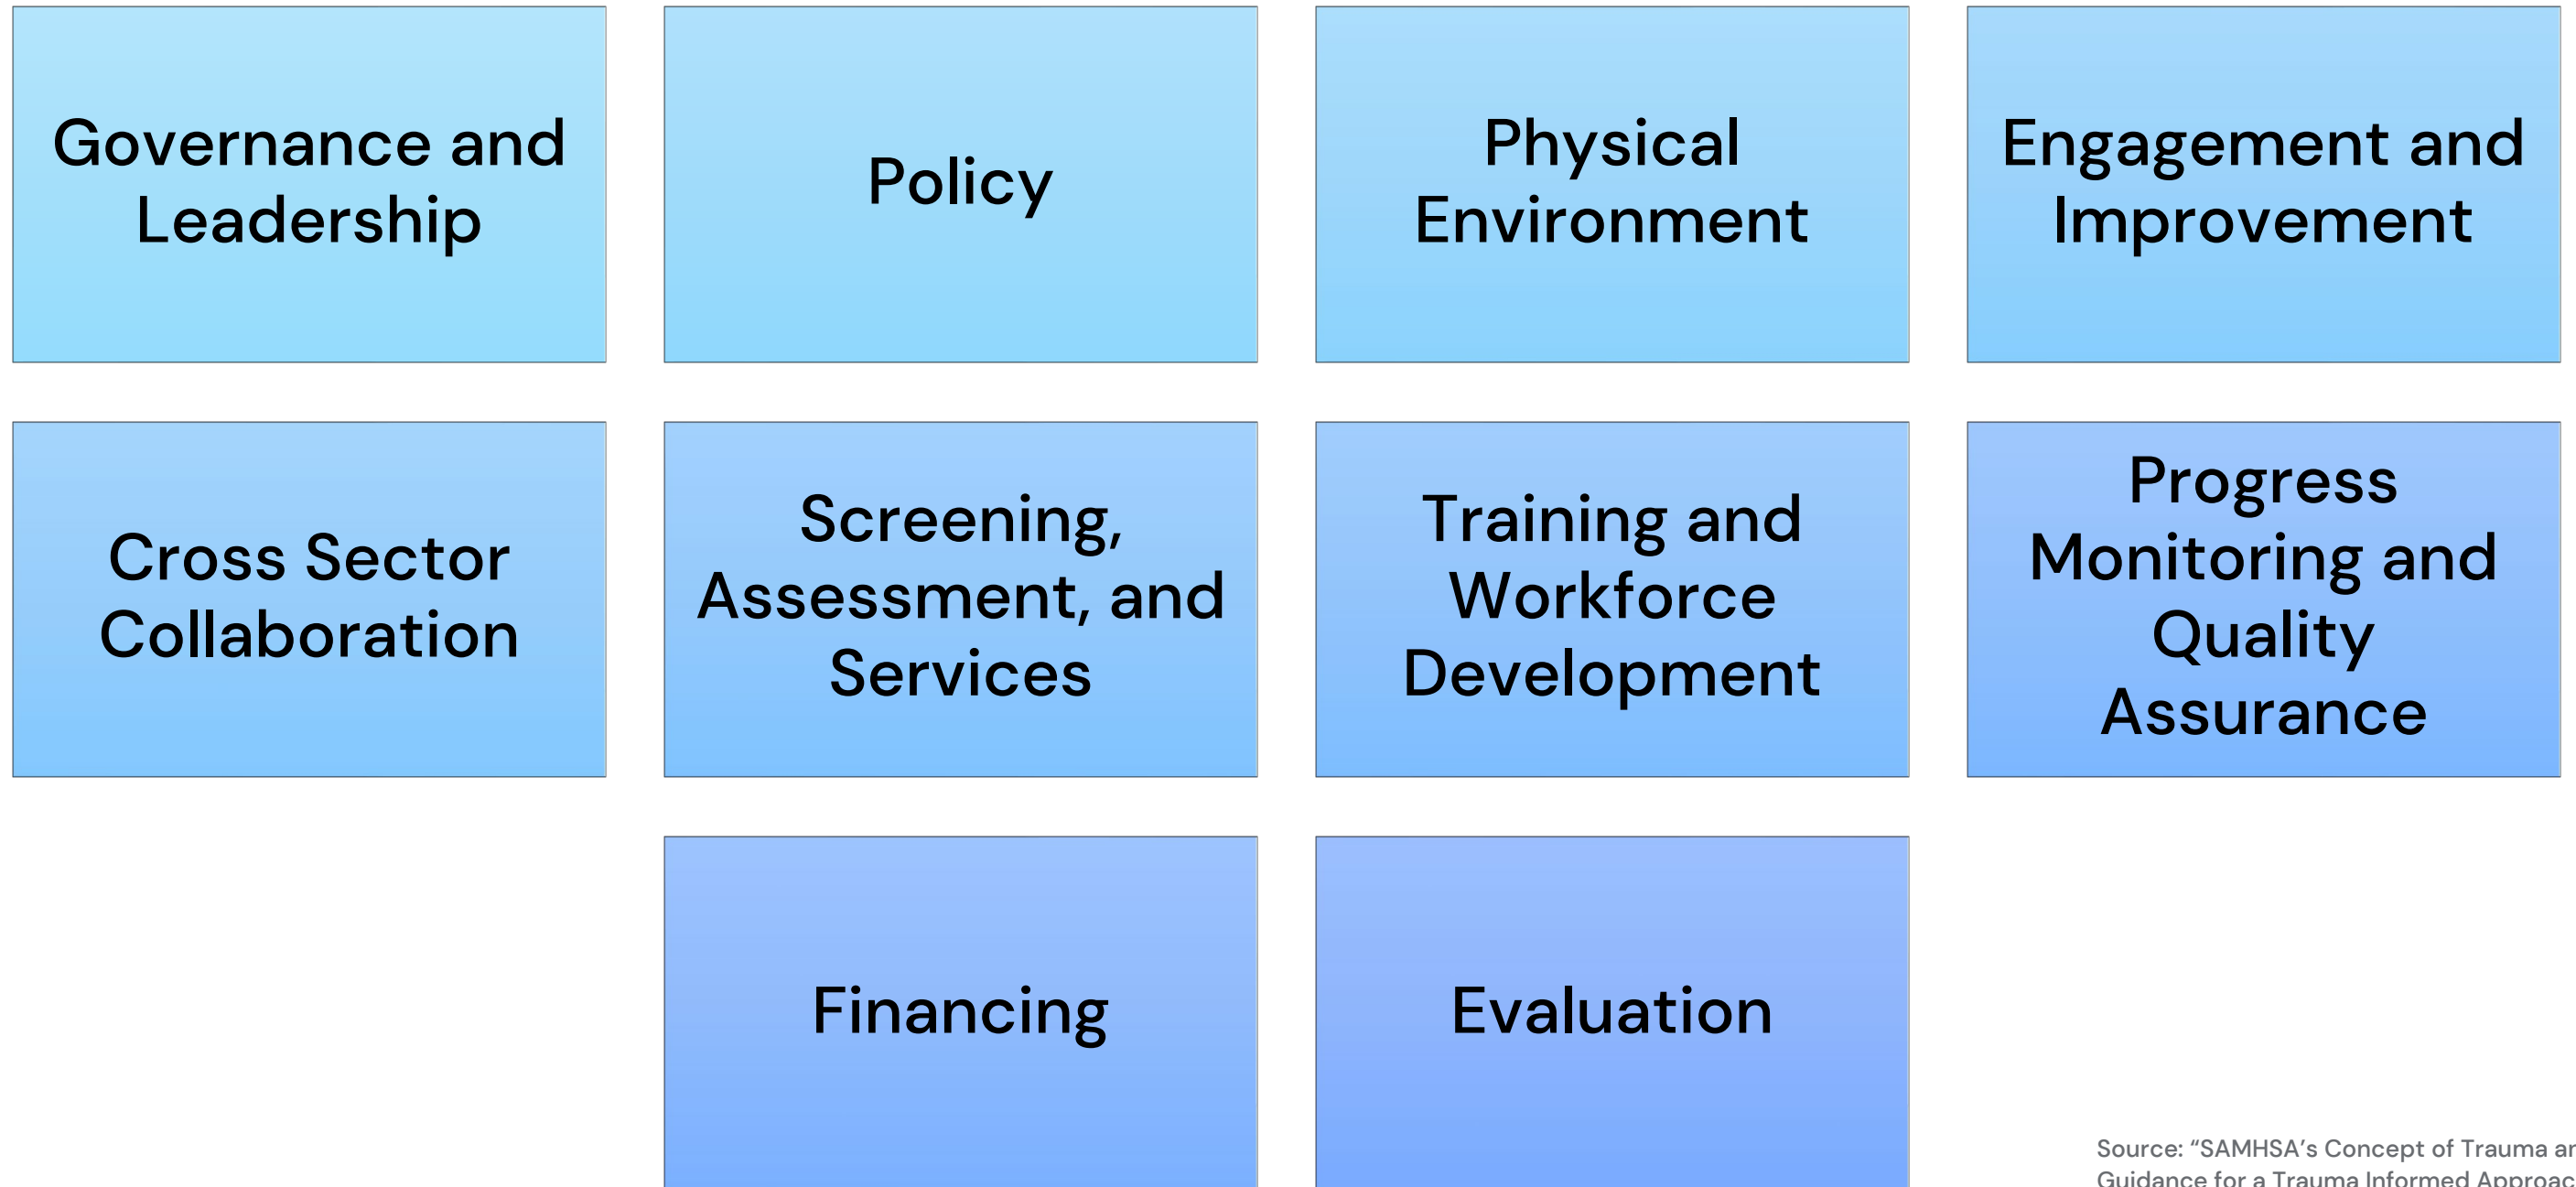 Governance and
Leadership
Policy
Physical
Environment
Engagement and
Improvement
Cross Sector
Collaboration
Screening,
Assessment, and
Services
Training and
Workforce
Development
Progress
Monitoring and
Quality
Assurance
Financing
Evaluation
Source: “SAMHSA’s Concept of Trauma
Guidance for a Trauma Informed